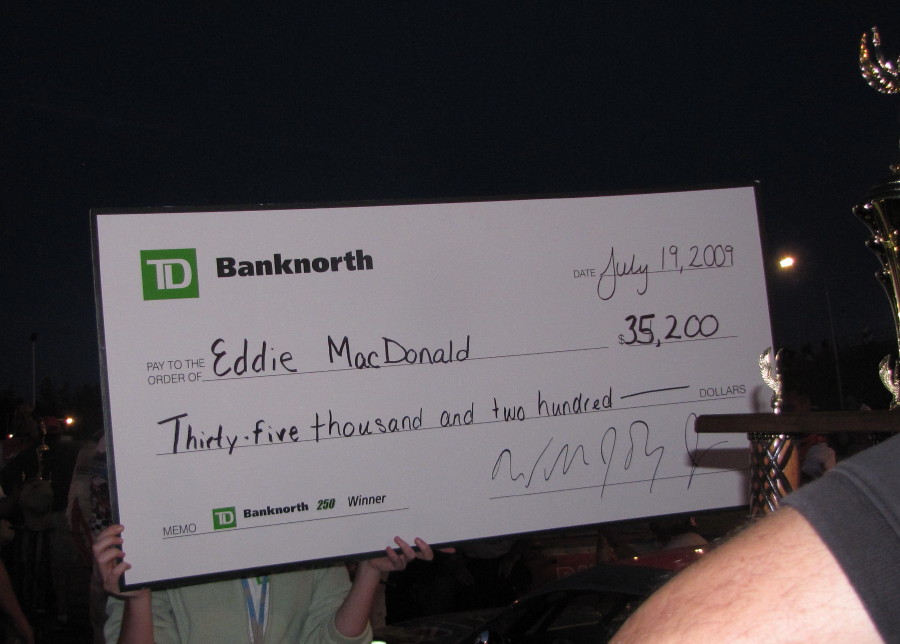 TD Banknorth
DATE July 19, 2009
$35,200
PAY TO THE
ORDER OF Eddie MacDonald
Thirty-five thousand and two hundred — DOLLARS
MEMO TD Banknorth 250 Winner